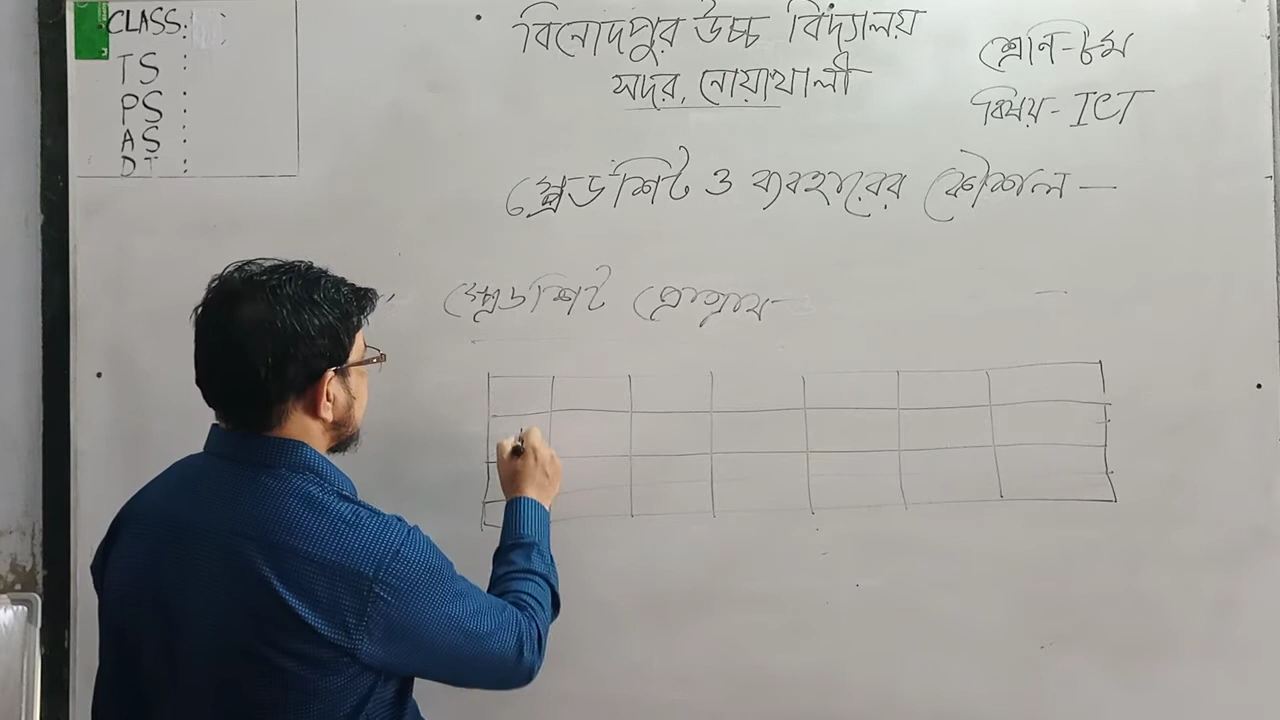 CLASS:
TS :
PS :
AS :
DT :
বিনোদপুর উচ্চ বিদ্যালয়
সদর, নোয়াখালী
শ্রেনি - ৮ম
বিষয় - ICT
স্প্রেডশিট ও ব্যবহারের কৌশল —
স্প্রেডশিট প্রোগ্রাম -